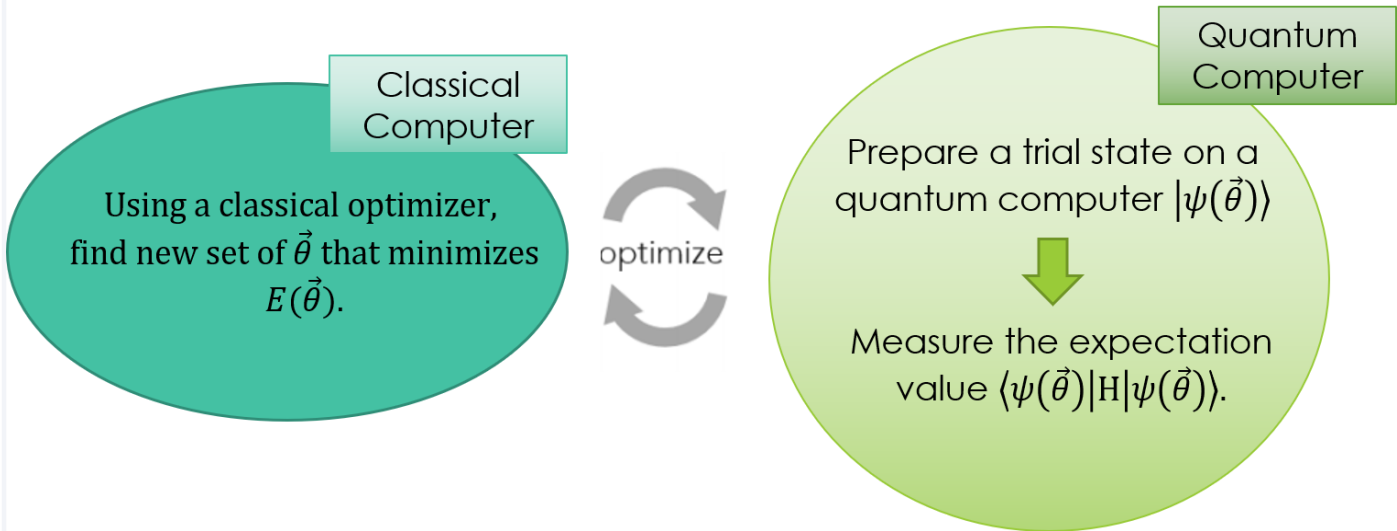 Classical
Computer
Using a classical optimizer,
find new set of θ⃗ that minimizes
E(θ⃗).
optimize
Quantum
Computer
Prepare a trial state on a
quantum computer |ψ(θ⃗)⟩
Measure the expectation
value ⟨ψ(θ⃗)|H|ψ(θ⃗)⟩.